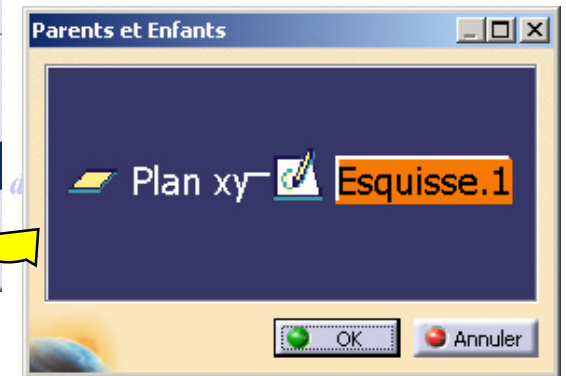 Parents et Enfants
Plan xy
Esquisse.1
OK
Annuler